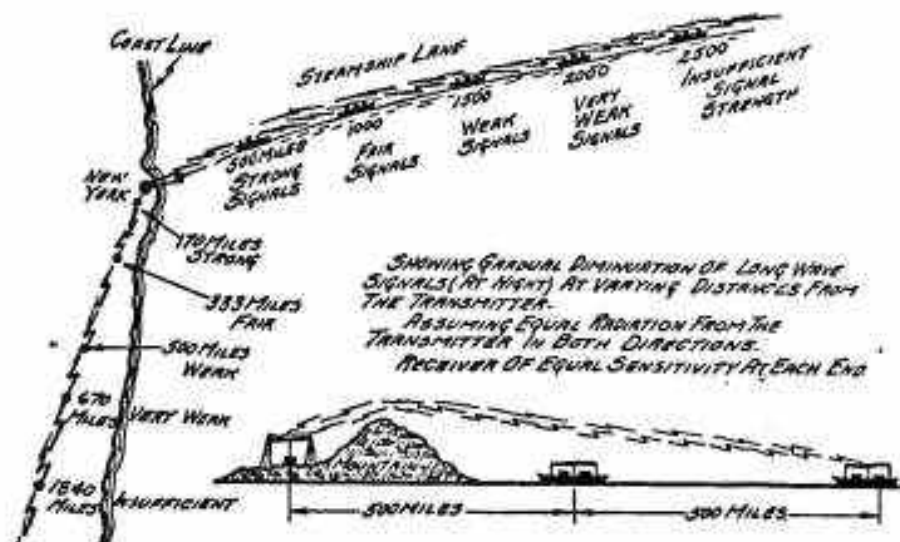 COAST LINE
STEAMSHIP LANE
500 MILES
STRONG
SIGNALS
1000
FAIR
SIGNALS
1500
WEAK
SIGNALS
2000
VERY
WEAK
SIGNALS
2500
INSUFFICIENT
SIGNAL
STRENGTH
NEW
YORK
170 MILES
STRONG
333 MILES
FAIR
500 MILES
WEAK
670
MILES
VERY WEAK
1840
MILES
INSUFFICIENT
SHOWING GRADUAL DIMINUATION OF LONG WAVE
SIGNALS (AT NIGHT) AT VARYING DISTANCES FROM
THE TRANSMITTER.
ASSUMING EQUAL RADIATION FROM THE
TRANSMITTER IN BOTH DIRECTIONS.
RECEIVER OF EQUAL SENSITIVITY AT EACH END
MOUNTAIN
500 MILES
500 MILES